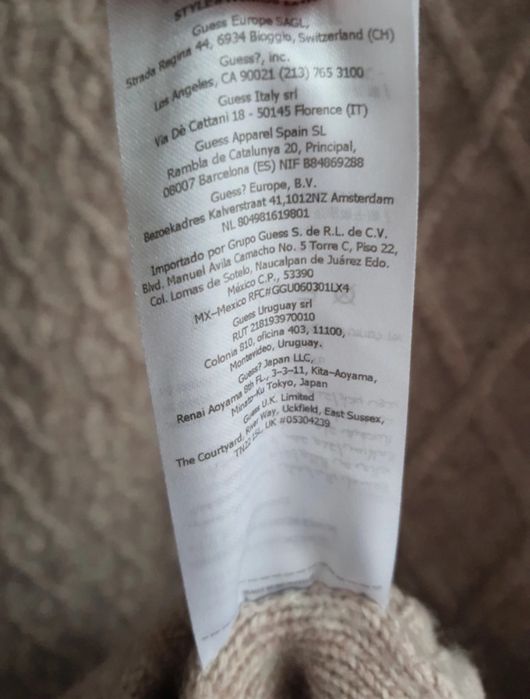 Guess Europe SAGL,
Strada Regina 44, 6934 Bioggio, Switzerland (CH)
Guess?, inc.
Los Angeles, CA 90021 (213) 765 3100
Guess Italy srl
Via Dè Cattani 18 - 50145 Florence (IT)
Guess Apparel Spain SL
Rambla de Catalunya 20, Principal,
08007 Barcelona (ES) NIF B84869288
Guess? Europe, B.V.
Bezoekadres Kalverstraat 41,1012NZ Amsterdam
NL 804981619801
Importado por Grupo Guess S. de R.L. de C.V.
Blvd. Manuel Avila Camacho No. 5 Torre C, Piso 22,
Col. Lomas de Sotelo, Naucalpan de Juárez Edo.
México C.P., 53390
MX-Mexico RFC#GGU060301LX4
Guess Uruguay srl
RUT 218193970010
Colonia 810, oficina 403, 11100,
Montevideo, Uruguay.
Guess? Japan LLC,
Renai Aoyama 8th FL., 3-3-11, Kita-Aoyama,
Minato-Ku Tokyo, Japan
Guess U.K. Limited
The Courtyard, River Way, Uckfield, East Sussex,
TN22 1SL, UK #05304239